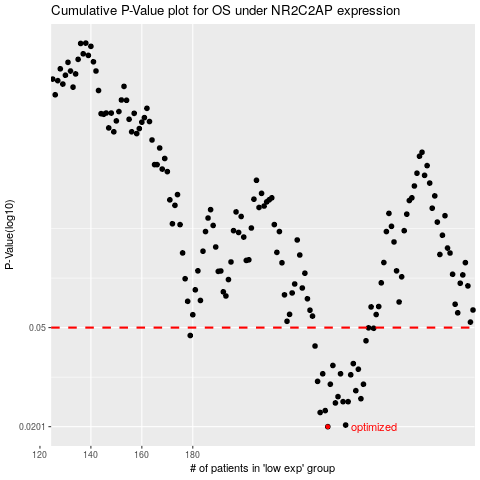 Cumulative P-Value plot for OS under NR2C2AP expression
P-Value(log10)
0.05
0.0201
optimized
120 140 160 180
# of patients in 'low exp' group